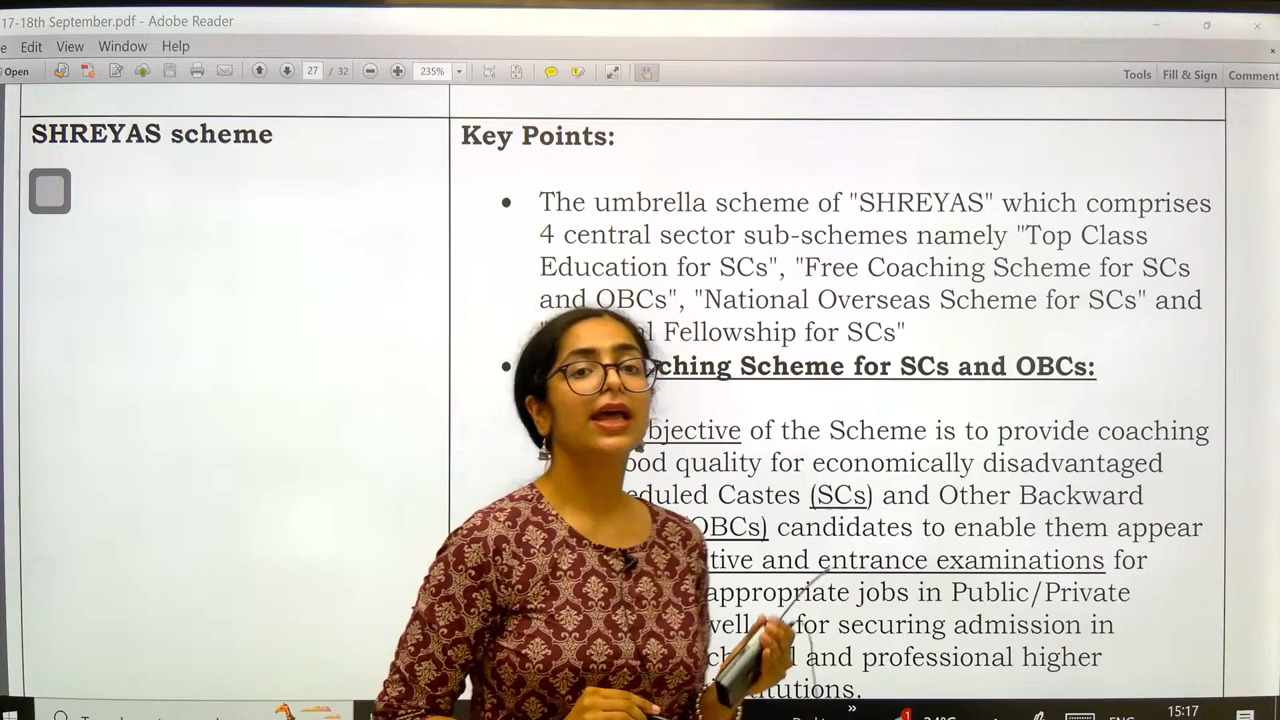 17-18th September.pdf - Adobe Reader
Edit View Window Help
Open 27 / 32 235% Tools Fill & Sign Comment
SHREYAS scheme
Key Points:
• The umbrella scheme of "SHREYAS" which comprises
4 central sector sub-schemes namely "Top Class
Education for SCs", "Free Coaching Scheme for SCs
and OBCs", "National Overseas Scheme for SCs" and
Fellowship for SCs"
• ching Scheme for SCs and OBCs:
bjective of the Scheme is to provide coaching
ood quality for economically disadvantaged
eduled Castes (SCs) and Other Backward
(OBCs) candidates to enable them appear
tive and entrance examinations for
appropriate jobs in Public/Private
well for securing admission in
and professional higher
tutions.
ENG 15:17